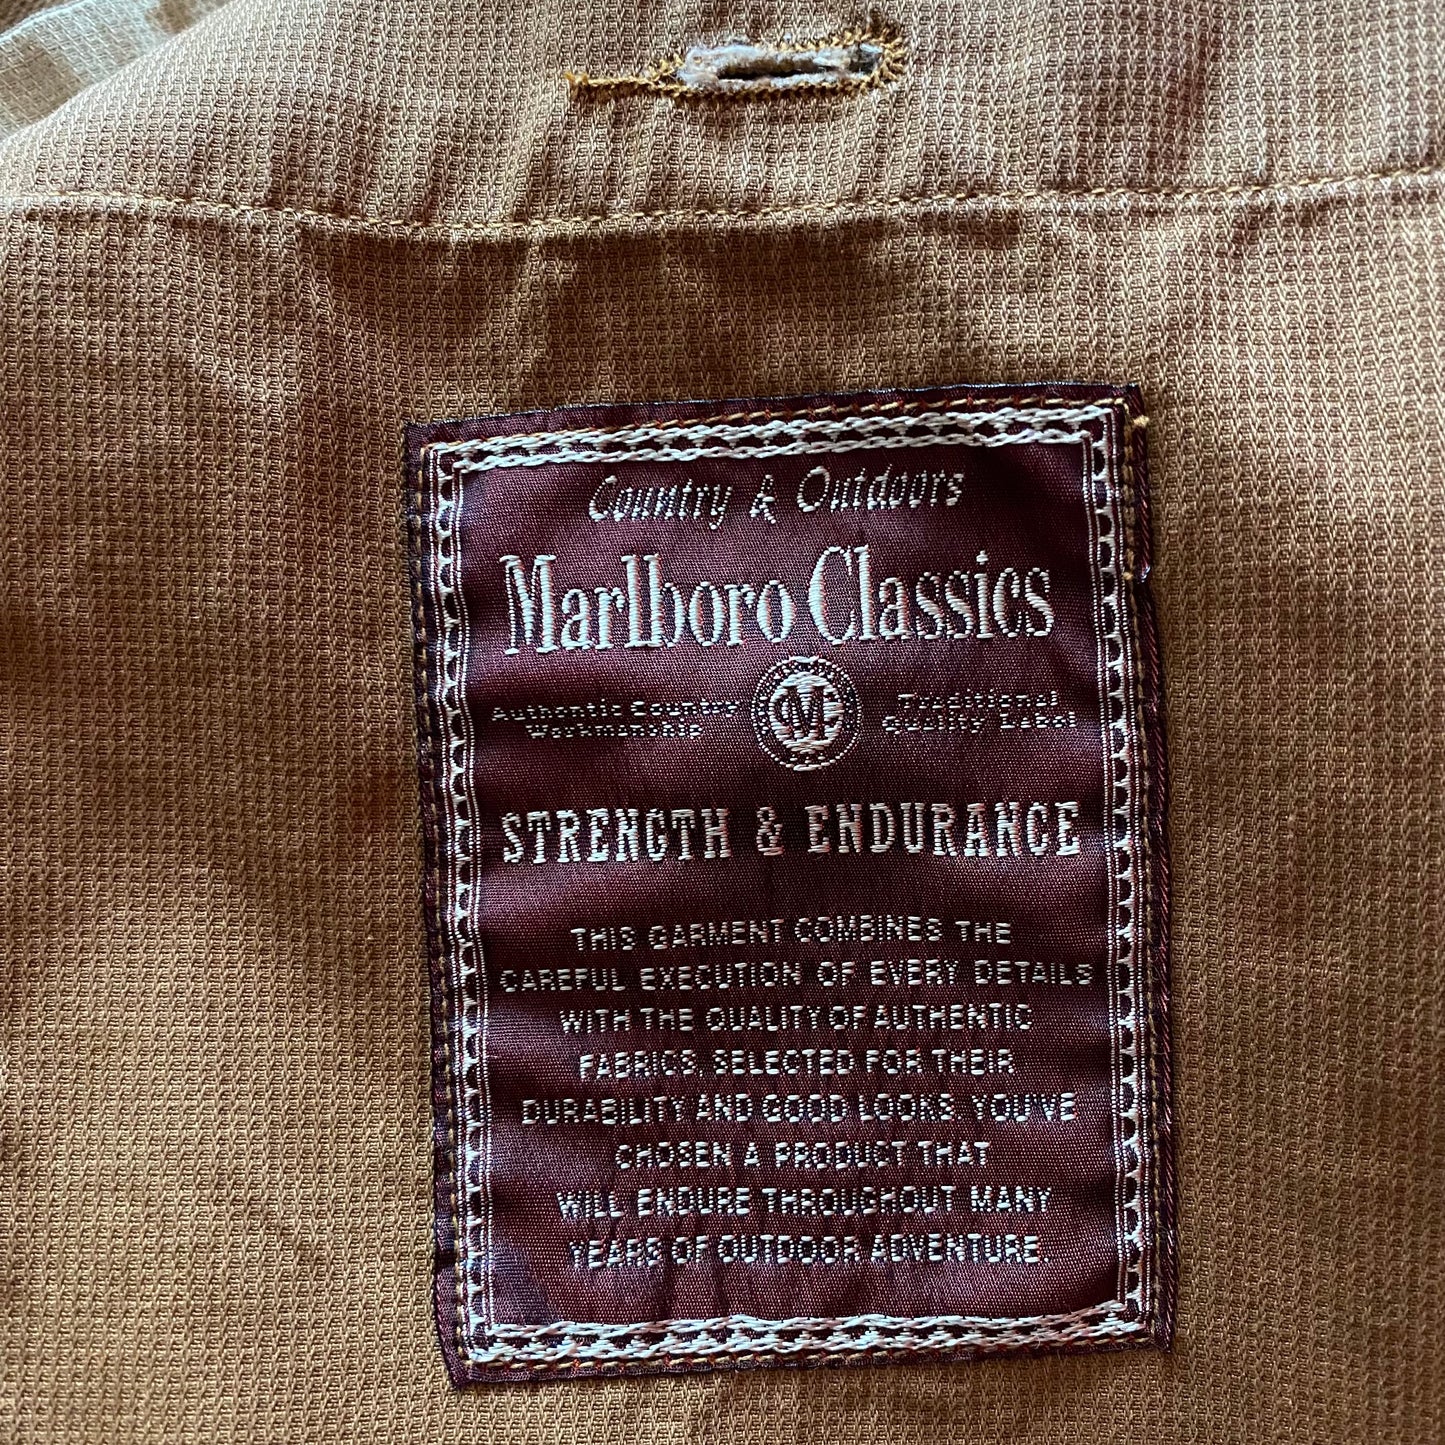 Country & Outdoors
Marlboro Classics
Authentic Country
Workmanship
MC
Traditional
Quality Label
STRENGTH & ENDURANCE
THIS GARMENT COMBINES THE
CAREFUL EXECUTION OF EVERY DETAILS
WITH THE QUALITY OF AUTHENTIC
FABRICS, SELECTED FOR THEIR
DURABILITY AND GOOD LOOKS. YOU'VE
CHOSEN A PRODUCT THAT
WILL ENDURE THROUGHOUT MANY
YEARS OF OUTDOOR ADVENTURE.